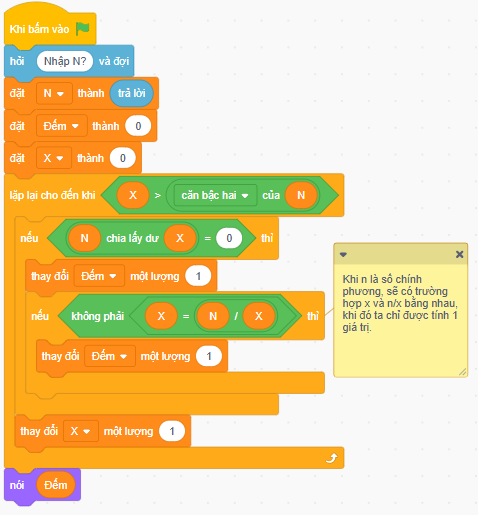 Khi bấm vào
hỏi Nhập N? và đợi
đặt N thành trả lời
đặt Đếm thành 0
đặt X thành 0
lặp lại cho đến khi X > căn bậc hai của N
nếu N chia lấy dư X = 0 thì
thay đổi Đếm một lượng 1
nếu không phải X = N / X thì
thay đổi Đếm một lượng 1
thay đổi X một lượng 1
nói Đếm
Khi n là số chính
phương, sẽ có trường
hợp x và n/x bằng nhau,
khi đó ta chỉ được tính 1
giá trị.